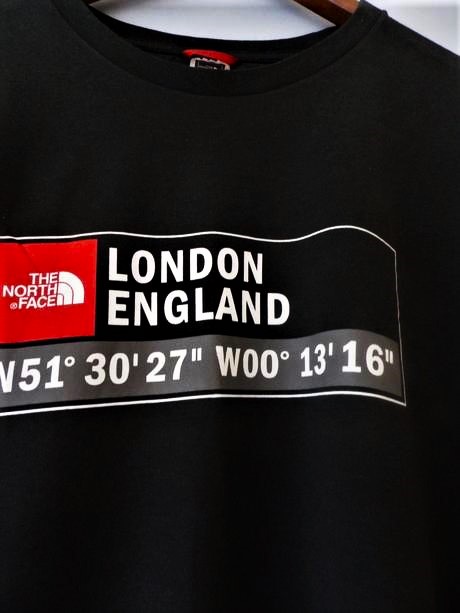 THE
NORTH
®FACE
LONDON
ENGLAND
N51° 30' 27" W00° 13' 16"